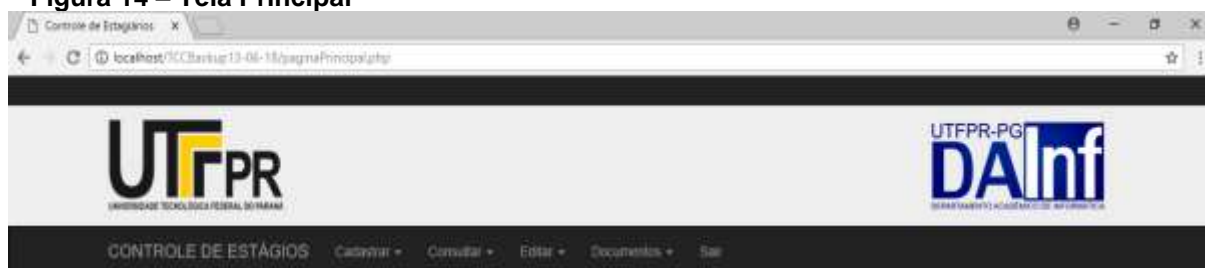 Figura 14 – Tela Principal
Controle de Estagiários
localhost/TCCBackup13-06-18/paginaPrincipal.php
UTFPR
UNIVERSIDADE TECNOLÓGICA FEDERAL DO PARANÁ
UTFPR-PG
DAInf
DEPARTAMENTO ACADÊMICO DE INFORMÁTICA
CONTROLE DE ESTÁGIOS Cadastrar Consultar Editar Documentos Sair